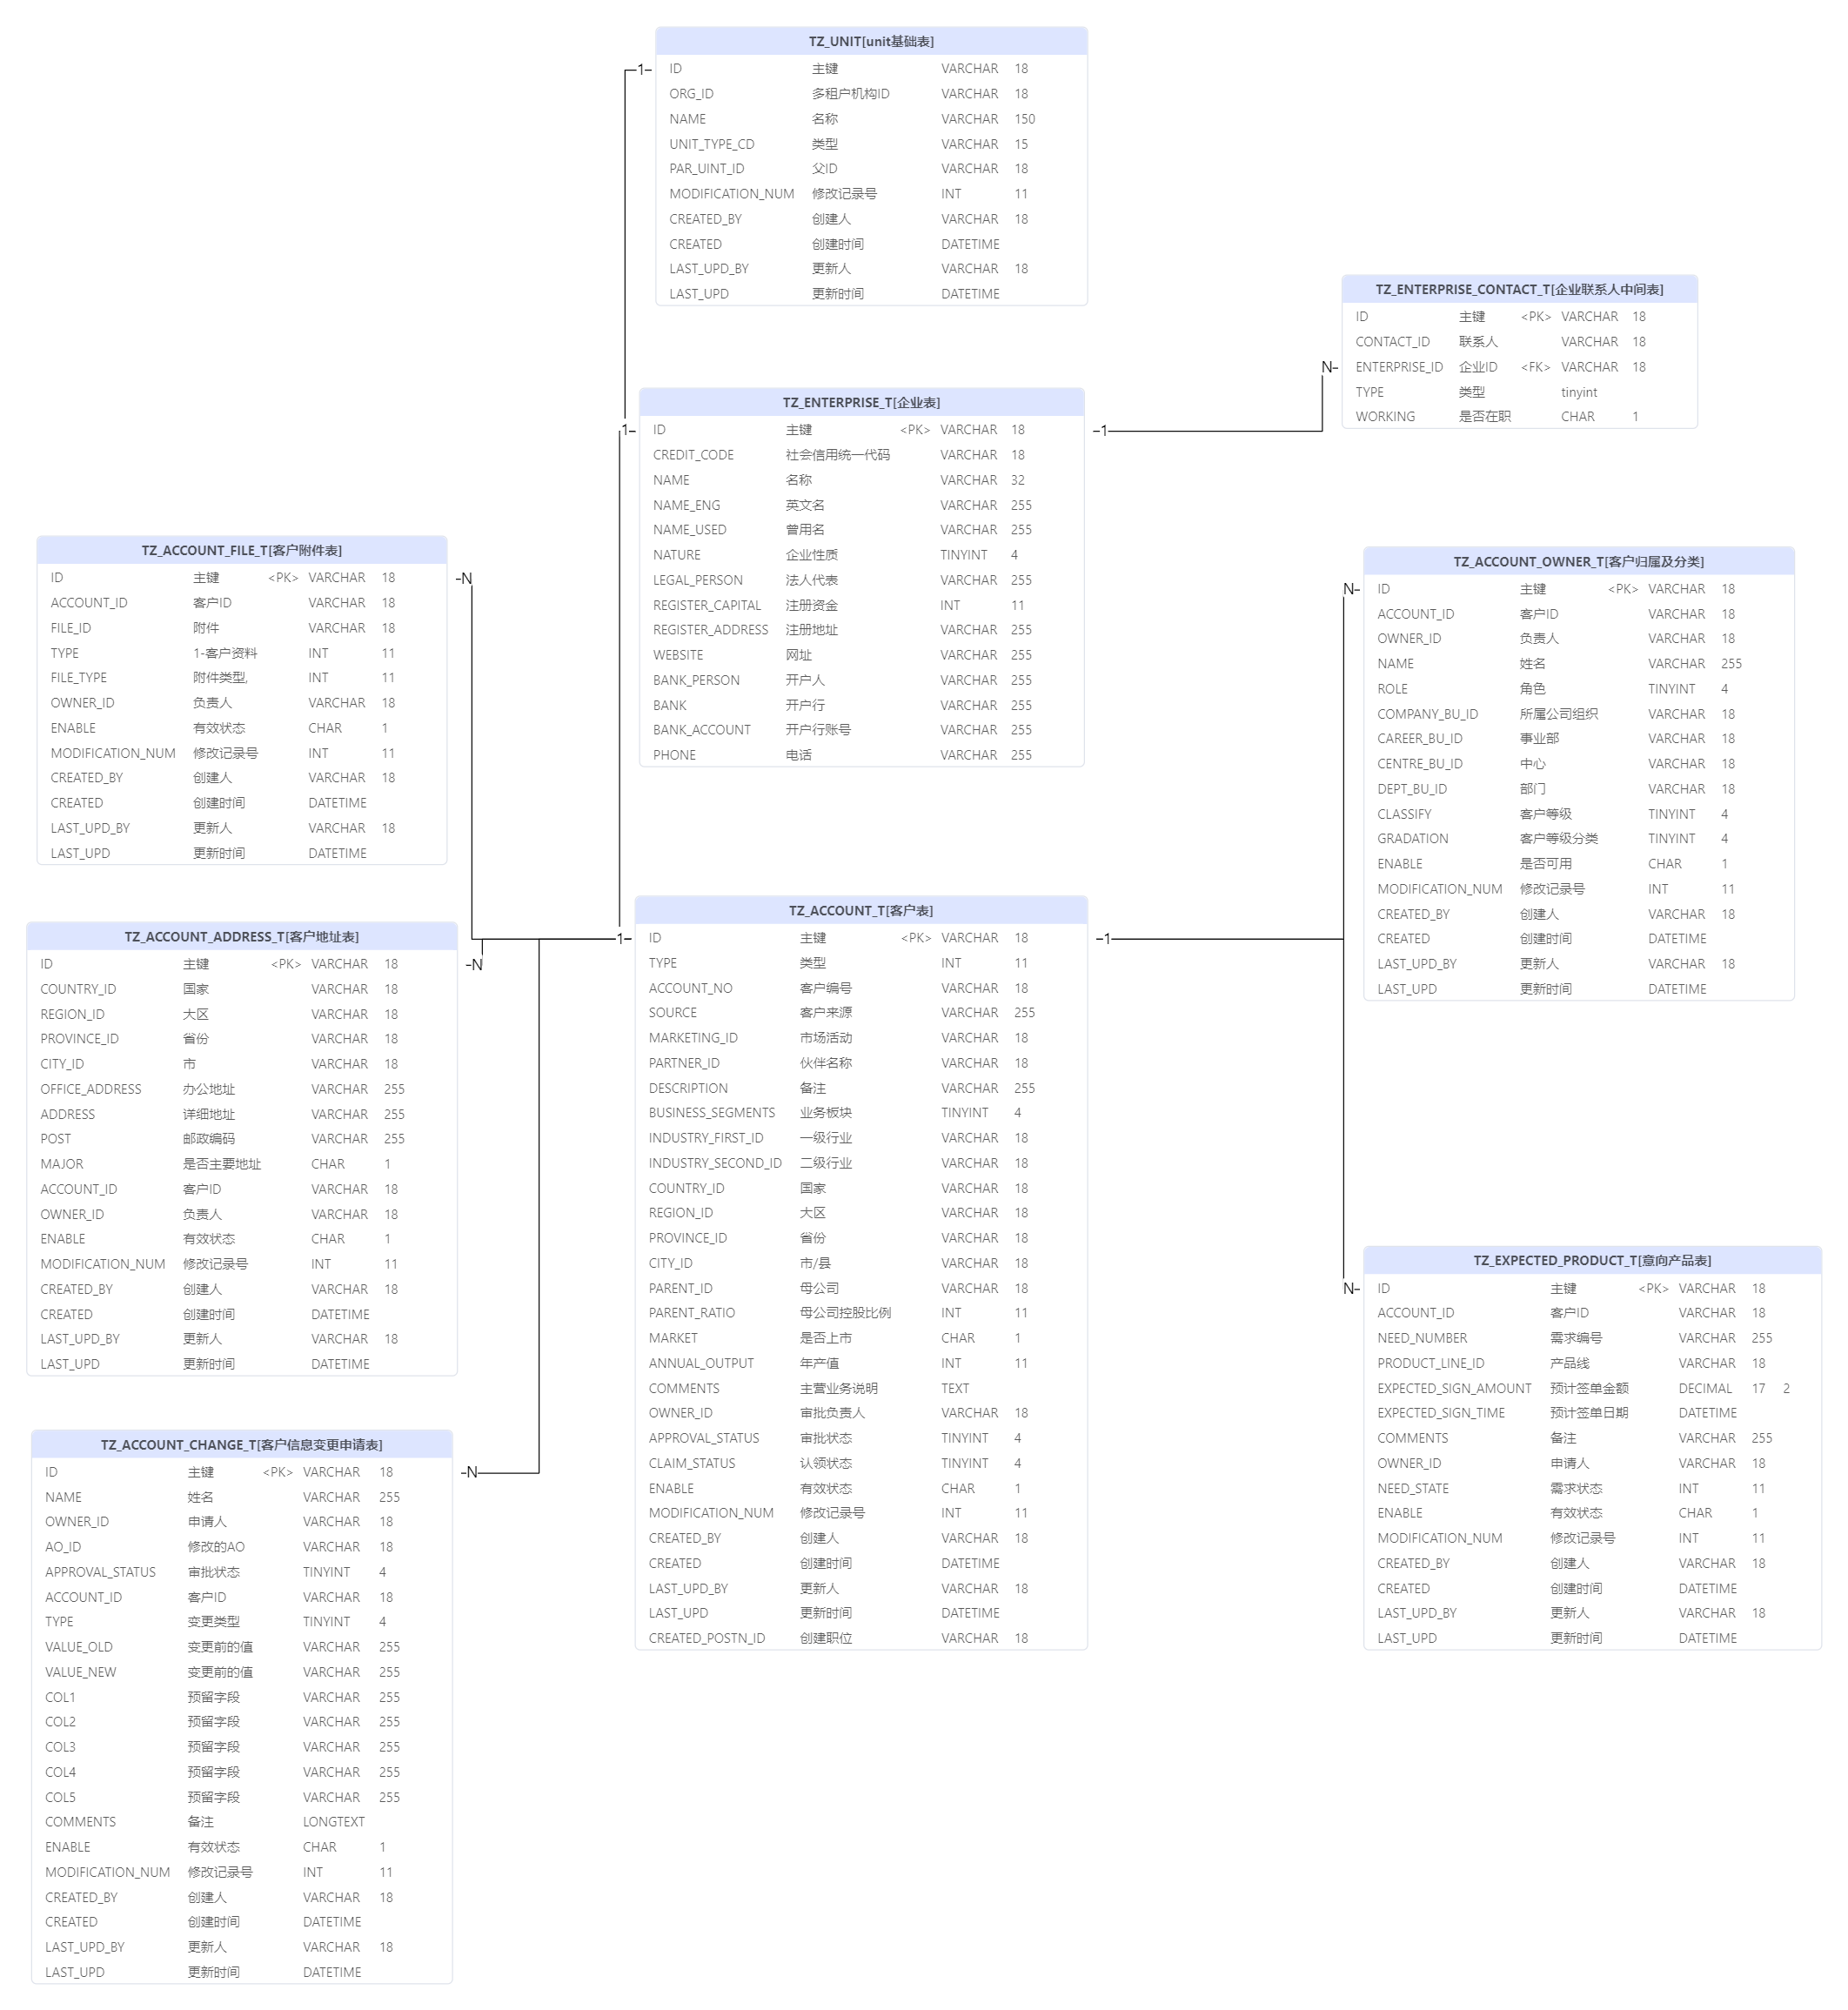 TZ_UNIT[unit基础表]
ID 主键 VARCHAR 18
ORG_ID 多租户机构ID VARCHAR 18
NAME 名称 VARCHAR 150
UNIT_TYPE_CD 类型 VARCHAR 15
PAR_UINT_ID 父ID VARCHAR 18
MODIFICATION_NUM 修改记录号 INT 11
CREATED_BY 创建人 VARCHAR 18
CREATED 创建时间 DATETIME
LAST_UPD_BY 更新人 VARCHAR 18
LAST_UPD 更新时间 DATETIME
1
TZ_ENTERPRISE_CONTACT_T[企业联系人中间表]
ID 主键 <PK> VARCHAR 18
CONTACT_ID 联系人 VARCHAR 18
ENTERPRISE_ID 企业ID <FK> VARCHAR 18
TYPE 类型 tinyint
WORKING 是否在职 CHAR 1
N
TZ_ENTERPRISE_T[企业表]
ID 主键 <PK> VARCHAR 18
CREDIT_CODE 社会信用统一代码 VARCHAR 18
NAME 名称 VARCHAR 32
NAME_ENG 英文名 VARCHAR 255
NAME_USED 曾用名 VARCHAR 255
NATURE 企业性质 TINYINT 4
LEGAL_PERSON 法人代表 VARCHAR 255
REGISTER_CAPITAL 注册资金 INT 11
REGISTER_ADDRESS 注册地址 VARCHAR 255
WEBSITE 网址 VARCHAR 255
BANK_PERSON 开户人 VARCHAR 255
BANK 开户行 VARCHAR 255
BANK_ACCOUNT 开户行账号 VARCHAR 255
PHONE 电话 VARCHAR 255
1
1
TZ_ACCOUNT_FILE_T[客户附件表]
ID 主键 <PK> VARCHAR 18
ACCOUNT_ID 客户ID VARCHAR 18
FILE_ID 附件 VARCHAR 18
TYPE 1-客户资料 INT 11
FILE_TYPE 附件类型, INT 11
OWNER_ID 负责人 VARCHAR 18
ENABLE 有效状态 CHAR 1
MODIFICATION_NUM 修改记录号 INT 11
CREATED_BY 创建人 VARCHAR 18
CREATED 创建时间 DATETIME
LAST_UPD_BY 更新人 VARCHAR 18
LAST_UPD 更新时间 DATETIME
N
TZ_ACCOUNT_OWNER_T[客户归属及分类]
ID 主键 <PK> VARCHAR 18
ACCOUNT_ID 客户ID VARCHAR 18
OWNER_ID 负责人 VARCHAR 18
NAME 姓名 VARCHAR 255
ROLE 角色 TINYINT 4
COMPANY_BU_ID 所属公司组织 VARCHAR 18
CAREER_BU_ID 事业部 VARCHAR 18
CENTRE_BU_ID 中心 VARCHAR 18
DEPT_BU_ID 部门 VARCHAR 18
CLASSIFY 客户等级 TINYINT 4
GRADATION 客户等级分类 TINYINT 4
ENABLE 是否可用 CHAR 1
MODIFICATION_NUM 修改记录号 INT 11
CREATED_BY 创建人 VARCHAR 18
CREATED 创建时间 DATETIME
LAST_UPD_BY 更新人 VARCHAR 18
LAST_UPD 更新时间 DATETIME
N
TZ_ACCOUNT_ADDRESS_T[客户地址表]
ID 主键 <PK> VARCHAR 18
COUNTRY_ID 国家 VARCHAR 18
REGION_ID 大区 VARCHAR 18
PROVINCE_ID 省份 VARCHAR 18
CITY_ID 市 VARCHAR 18
OFFICE_ADDRESS 办公地址 VARCHAR 255
ADDRESS 详细地址 VARCHAR 255
POST 邮政编码 VARCHAR 255
MAJOR 是否主要地址 CHAR 1
ACCOUNT_ID 客户ID VARCHAR 18
OWNER_ID 负责人 VARCHAR 18
ENABLE 有效状态 CHAR 1
MODIFICATION_NUM 修改记录号 INT 11
CREATED_BY 创建人 VARCHAR 18
CREATED 创建时间 DATETIME
LAST_UPD_BY 更新人 VARCHAR 18
LAST_UPD 更新时间 DATETIME
N
TZ_ACCOUNT_T[客户表]
ID 主键 <PK> VARCHAR 18
TYPE 类型 INT 11
ACCOUNT_NO 客户编号 VARCHAR 18
SOURCE 客户来源 VARCHAR 255
MARKETING_ID 市场活动 VARCHAR 18
PARTNER_ID 伙伴名称 VARCHAR 18
DESCRIPTION 备注 VARCHAR 255
BUSINESS_SEGMENTS 业务板块 TINYINT 4
INDUSTRY_FIRST_ID 一级行业 VARCHAR 18
INDUSTRY_SECOND_ID 二级行业 VARCHAR 18
COUNTRY_ID 国家 VARCHAR 18
REGION_ID 大区 VARCHAR 18
PROVINCE_ID 省份 VARCHAR 18
CITY_ID 市/县 VARCHAR 18
PARENT_ID 母公司 VARCHAR 18
PARENT_RATIO 母公司控股比例 INT 11
MARKET 是否上市 CHAR 1
ANNUAL_OUTPUT 年产值 INT 11
COMMENTS 主营业务说明 TEXT
OWNER_ID 审批负责人 VARCHAR 18
APPROVAL_STATUS 审批状态 TINYINT 4
CLAIM_STATUS 认领状态 TINYINT 4
ENABLE 有效状态 CHAR 1
MODIFICATION_NUM 修改记录号 INT 11
CREATED_BY 创建人 VARCHAR 18
CREATED 创建时间 DATETIME
LAST_UPD_BY 更新人 VARCHAR 18
LAST_UPD 更新时间 DATETIME
CREATED_POSTN_ID 创建职位 VARCHAR 18
1
1
TZ_EXPECTED_PRODUCT_T[意向产品表]
ID 主键 <PK> VARCHAR 18
ACCOUNT_ID 客户ID VARCHAR 18
NEED_NUMBER 需求编号 VARCHAR 255
PRODUCT_LINE_ID 产品线 VARCHAR 18
EXPECTED_SIGN_AMOUNT 预计签单金额 DECIMAL 17 2
EXPECTED_SIGN_TIME 预计签单日期 DATETIME
COMMENTS 备注 VARCHAR 255
OWNER_ID 申请人 VARCHAR 18
NEED_STATE 需求状态 INT 11
ENABLE 有效状态 CHAR 1
MODIFICATION_NUM 修改记录号 INT 11
CREATED_BY 创建人 VARCHAR 18
CREATED 创建时间 DATETIME
LAST_UPD_BY 更新人 VARCHAR 18
LAST_UPD 更新时间 DATETIME
N
TZ_ACCOUNT_CHANGE_T[客户信息变更申请表]
ID 主键 <PK> VARCHAR 18
NAME 姓名 VARCHAR 255
OWNER_ID 申请人 VARCHAR 18
AO_ID 修改的AO VARCHAR 18
APPROVAL_STATUS 审批状态 TINYINT 4
ACCOUNT_ID 客户ID VARCHAR 18
TYPE 变更类型 TINYINT 4
VALUE_OLD 变更前的值 VARCHAR 255
VALUE_NEW 变更前的值 VARCHAR 255
COL1 预留字段 VARCHAR 255
COL2 预留字段 VARCHAR 255
COL3 预留字段 VARCHAR 255
COL4 预留字段 VARCHAR 255
COL5 预留字段 VARCHAR 255
COMMENTS 备注 LONGTEXT
ENABLE 有效状态 CHAR 1
MODIFICATION_NUM 修改记录号 INT 11
CREATED_BY 创建人 VARCHAR 18
CREATED 创建时间 DATETIME
LAST_UPD_BY 更新人 VARCHAR 18
LAST_UPD 更新时间 DATETIME
N